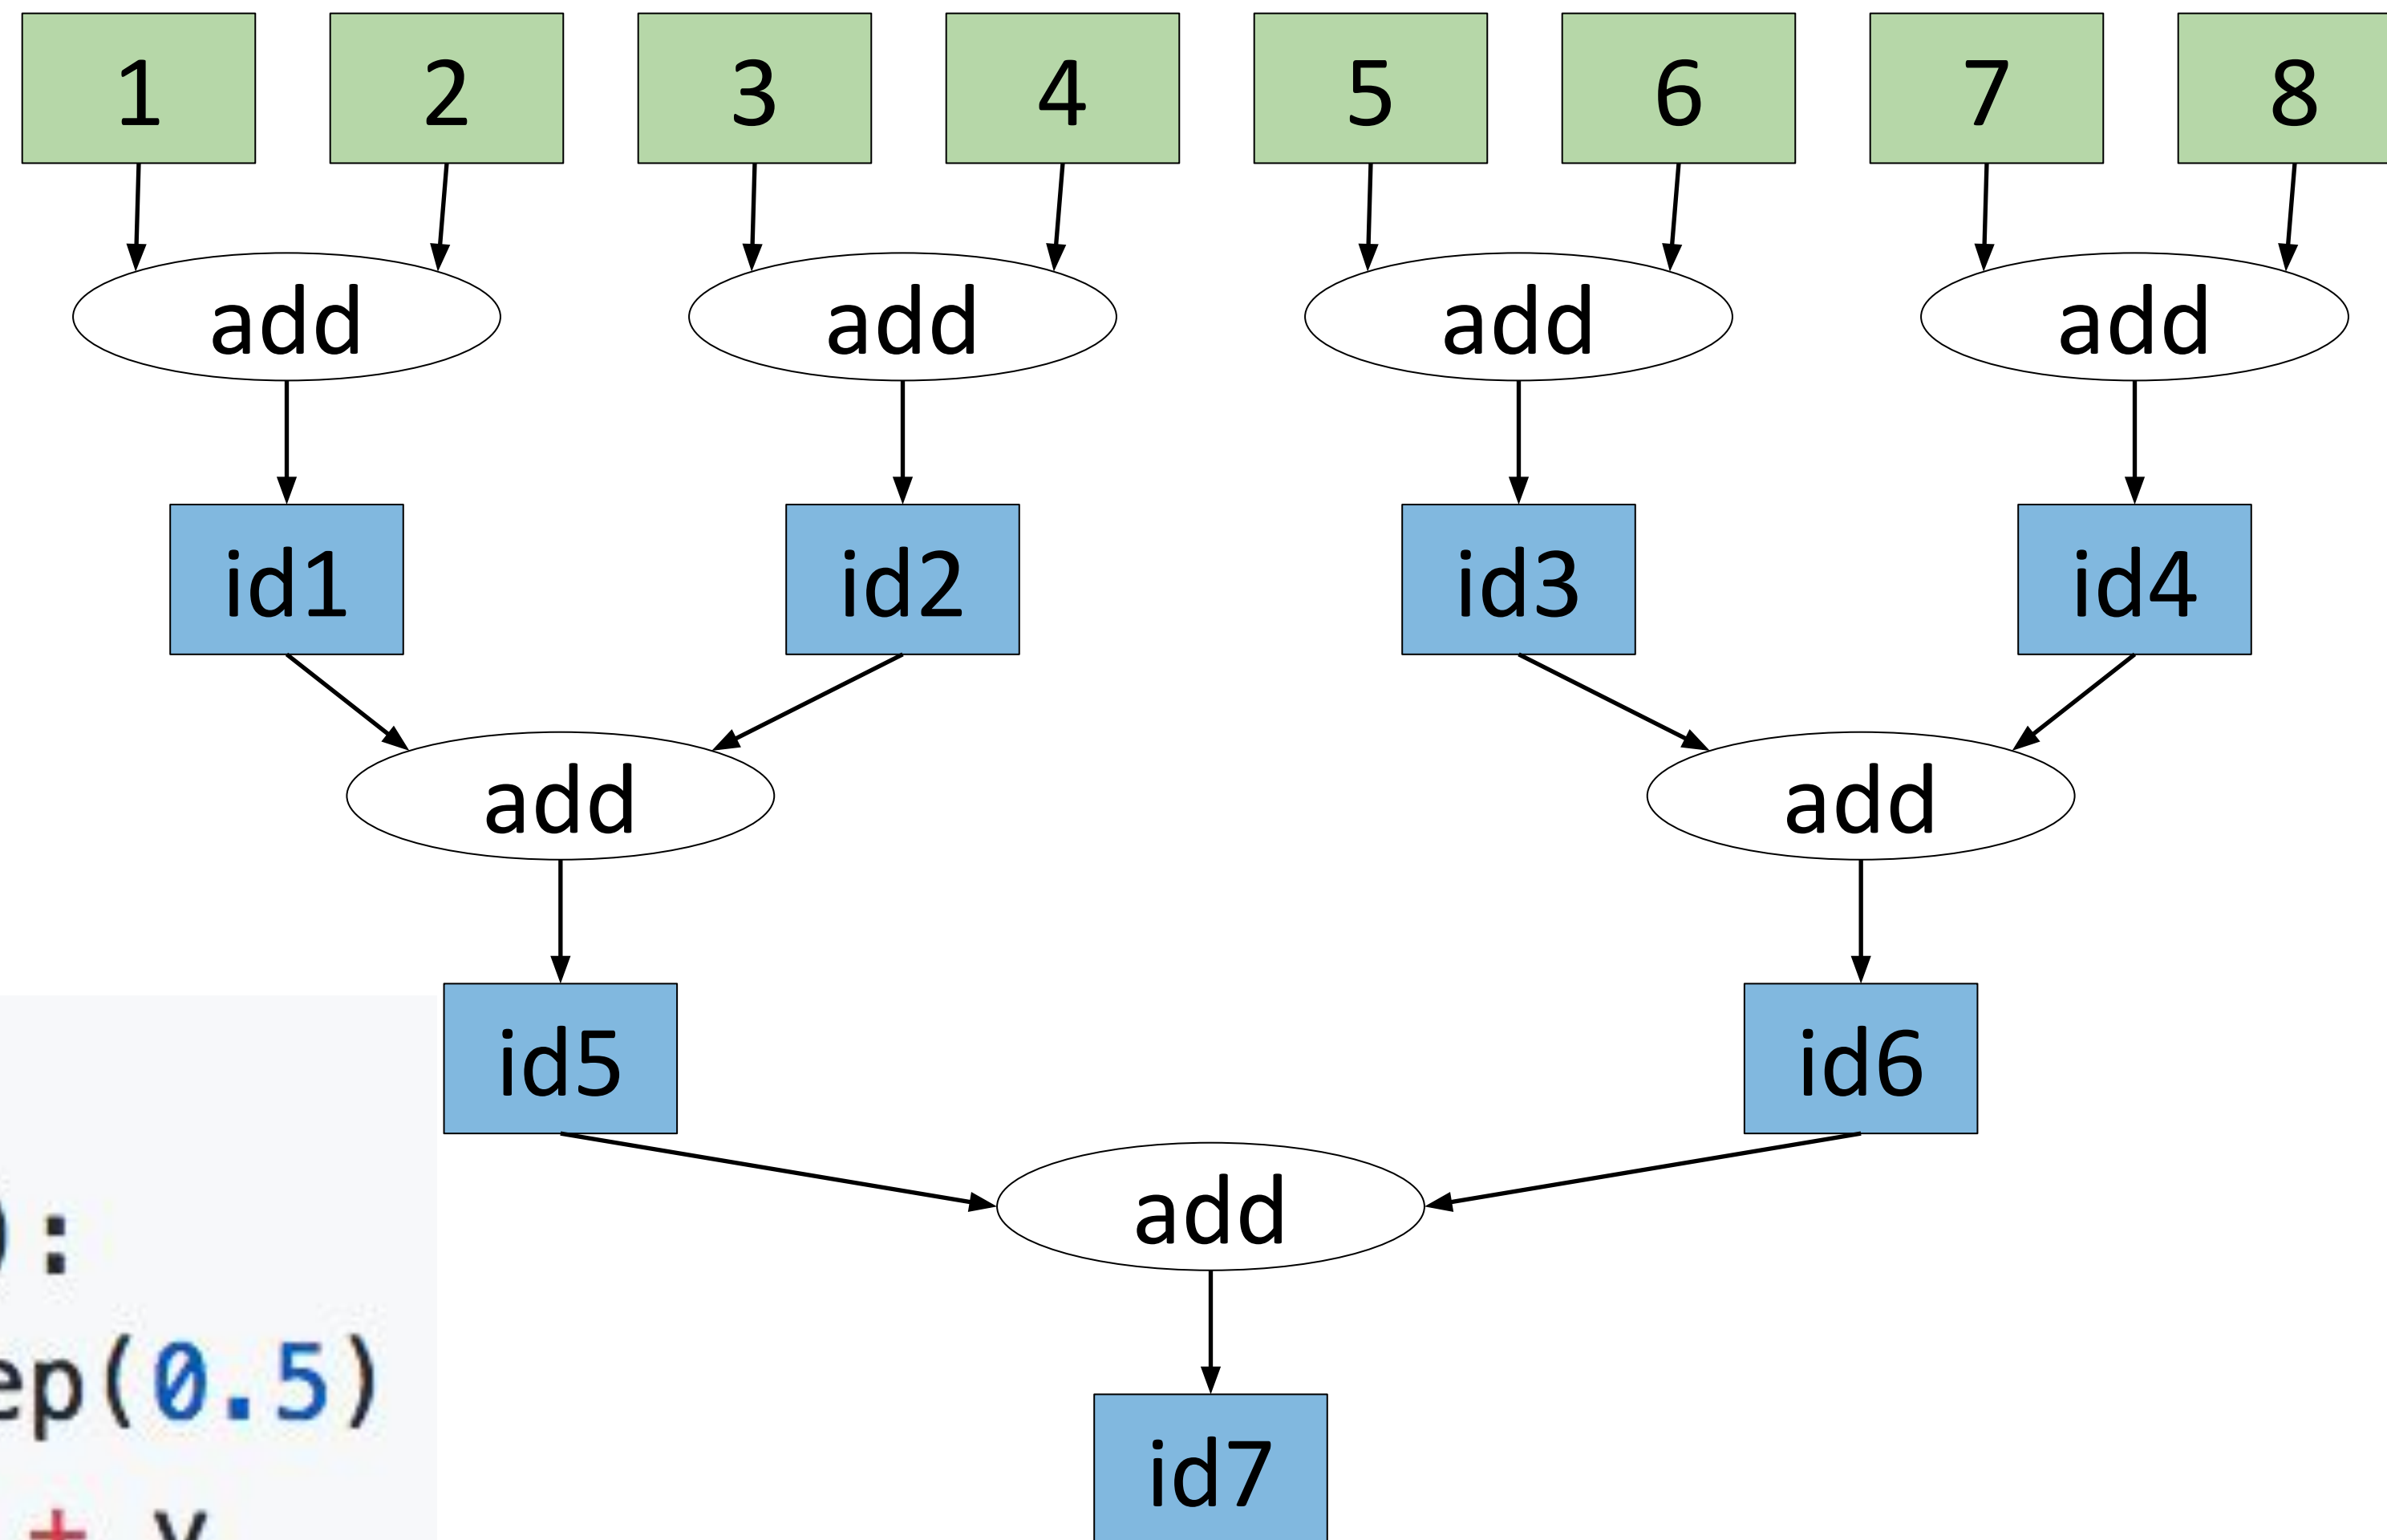 1 2 3 4 5 6 7 8
add add add add
id1 id2 id3 id4
add add
id5 id6
):
add
ep(0.5)
id7
+ y